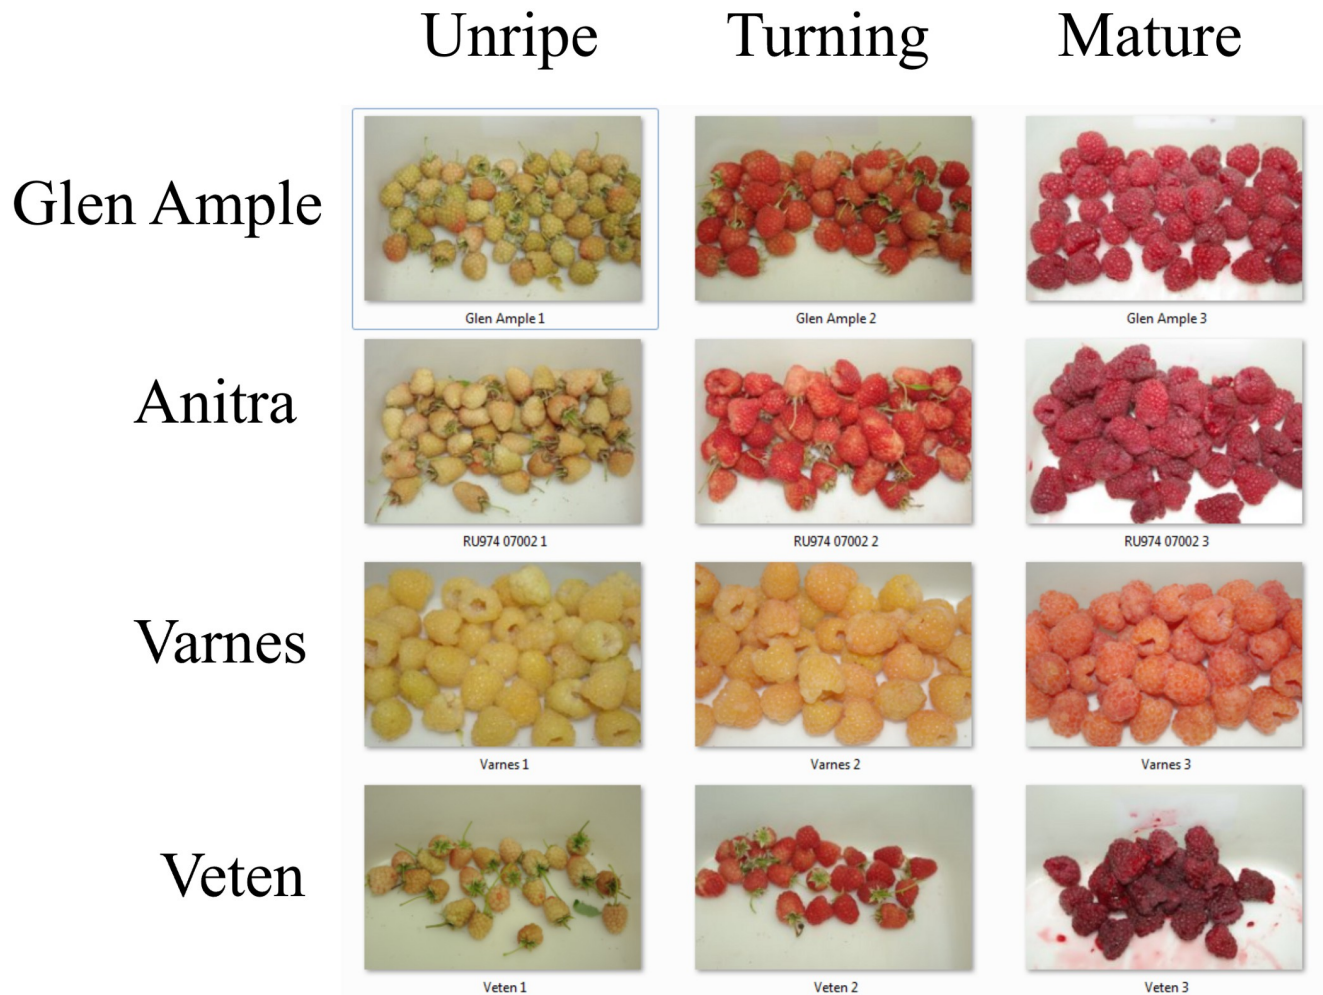 Unripe Turning Mature
Glen Ample
Glen Ample 1 Glen Ample 2 Glen Ample 3
Anitra
RU974 07002 1 RU974 07002 2 RU974 07002 3
Varnes
Varnes 1 Varnes 2 Varnes 3
Veten
Veten 1 Veten 2 Veten 3